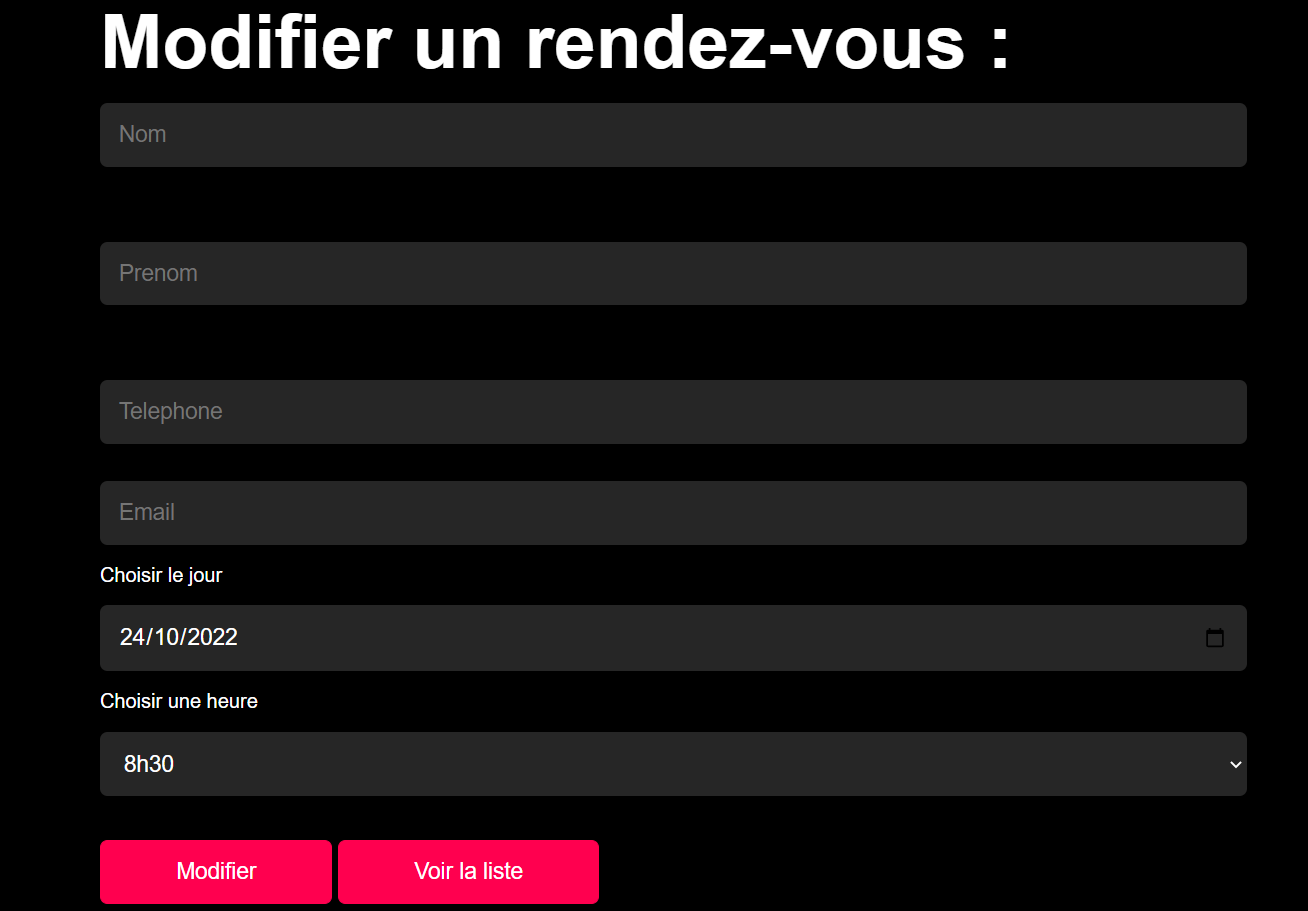 Modifier un rendez-vous :
Nom
Prenom
Telephone
Email
Choisir le jour
24/10/2022
Choisir une heure
8h30
Modifier Voir la liste